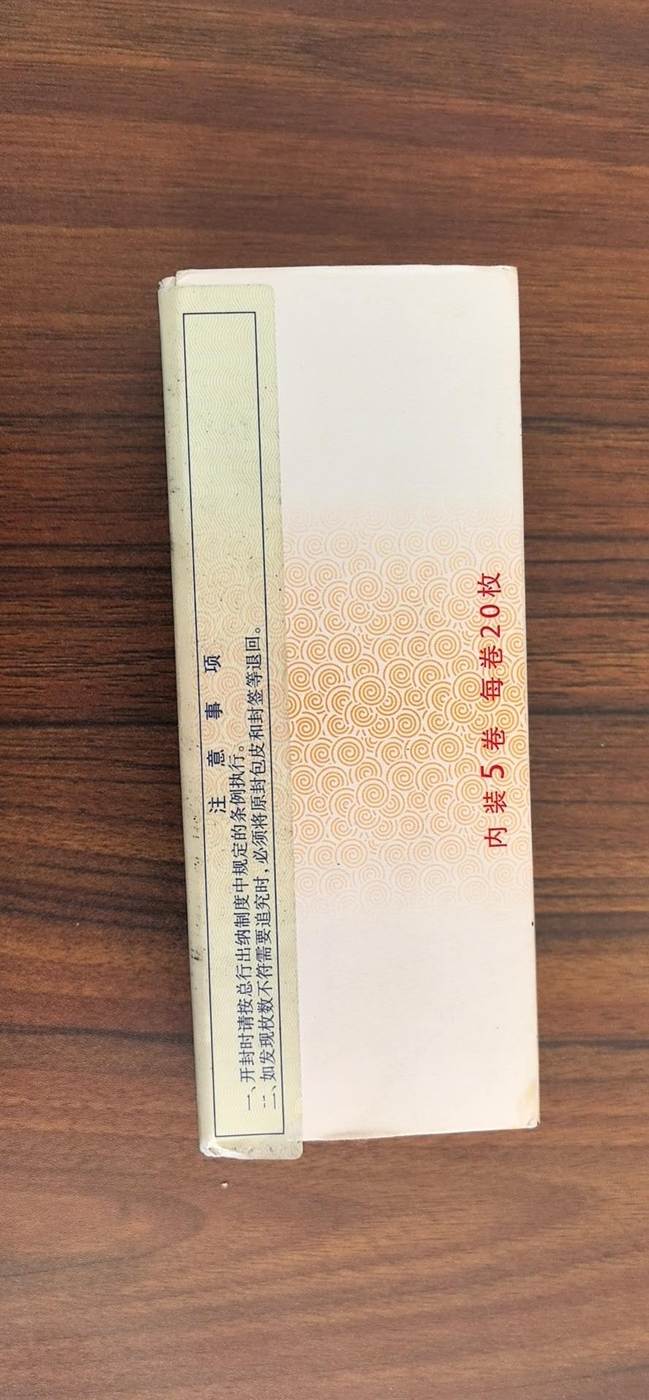 注意事项
一、开封时请按总行出纳制度中规定的条例执行。
二、如发现枚数不符需要追究时，必须将原封包皮和封签等退回。
内装5卷 每卷20枚